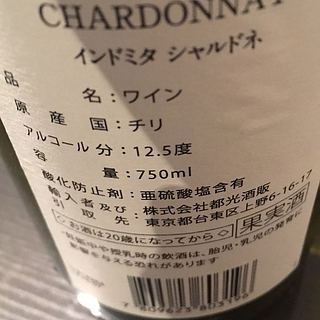 CHARDONNAY
インドミタ シャルドネ
品名：ワイン
原産国：チリ
アルコール分：12.5度
容量：750ml
酸化防止剤：亜硫酸塩含有
輸入者及び 株式会社都光酒販
引取先：東京都台東区上野6-16-17
お酒は20歳になってから
果実酒
妊娠中や授乳時の飲酒は、胎児・乳児の発育に
影響を与える恐れがあります
7 809623 803196